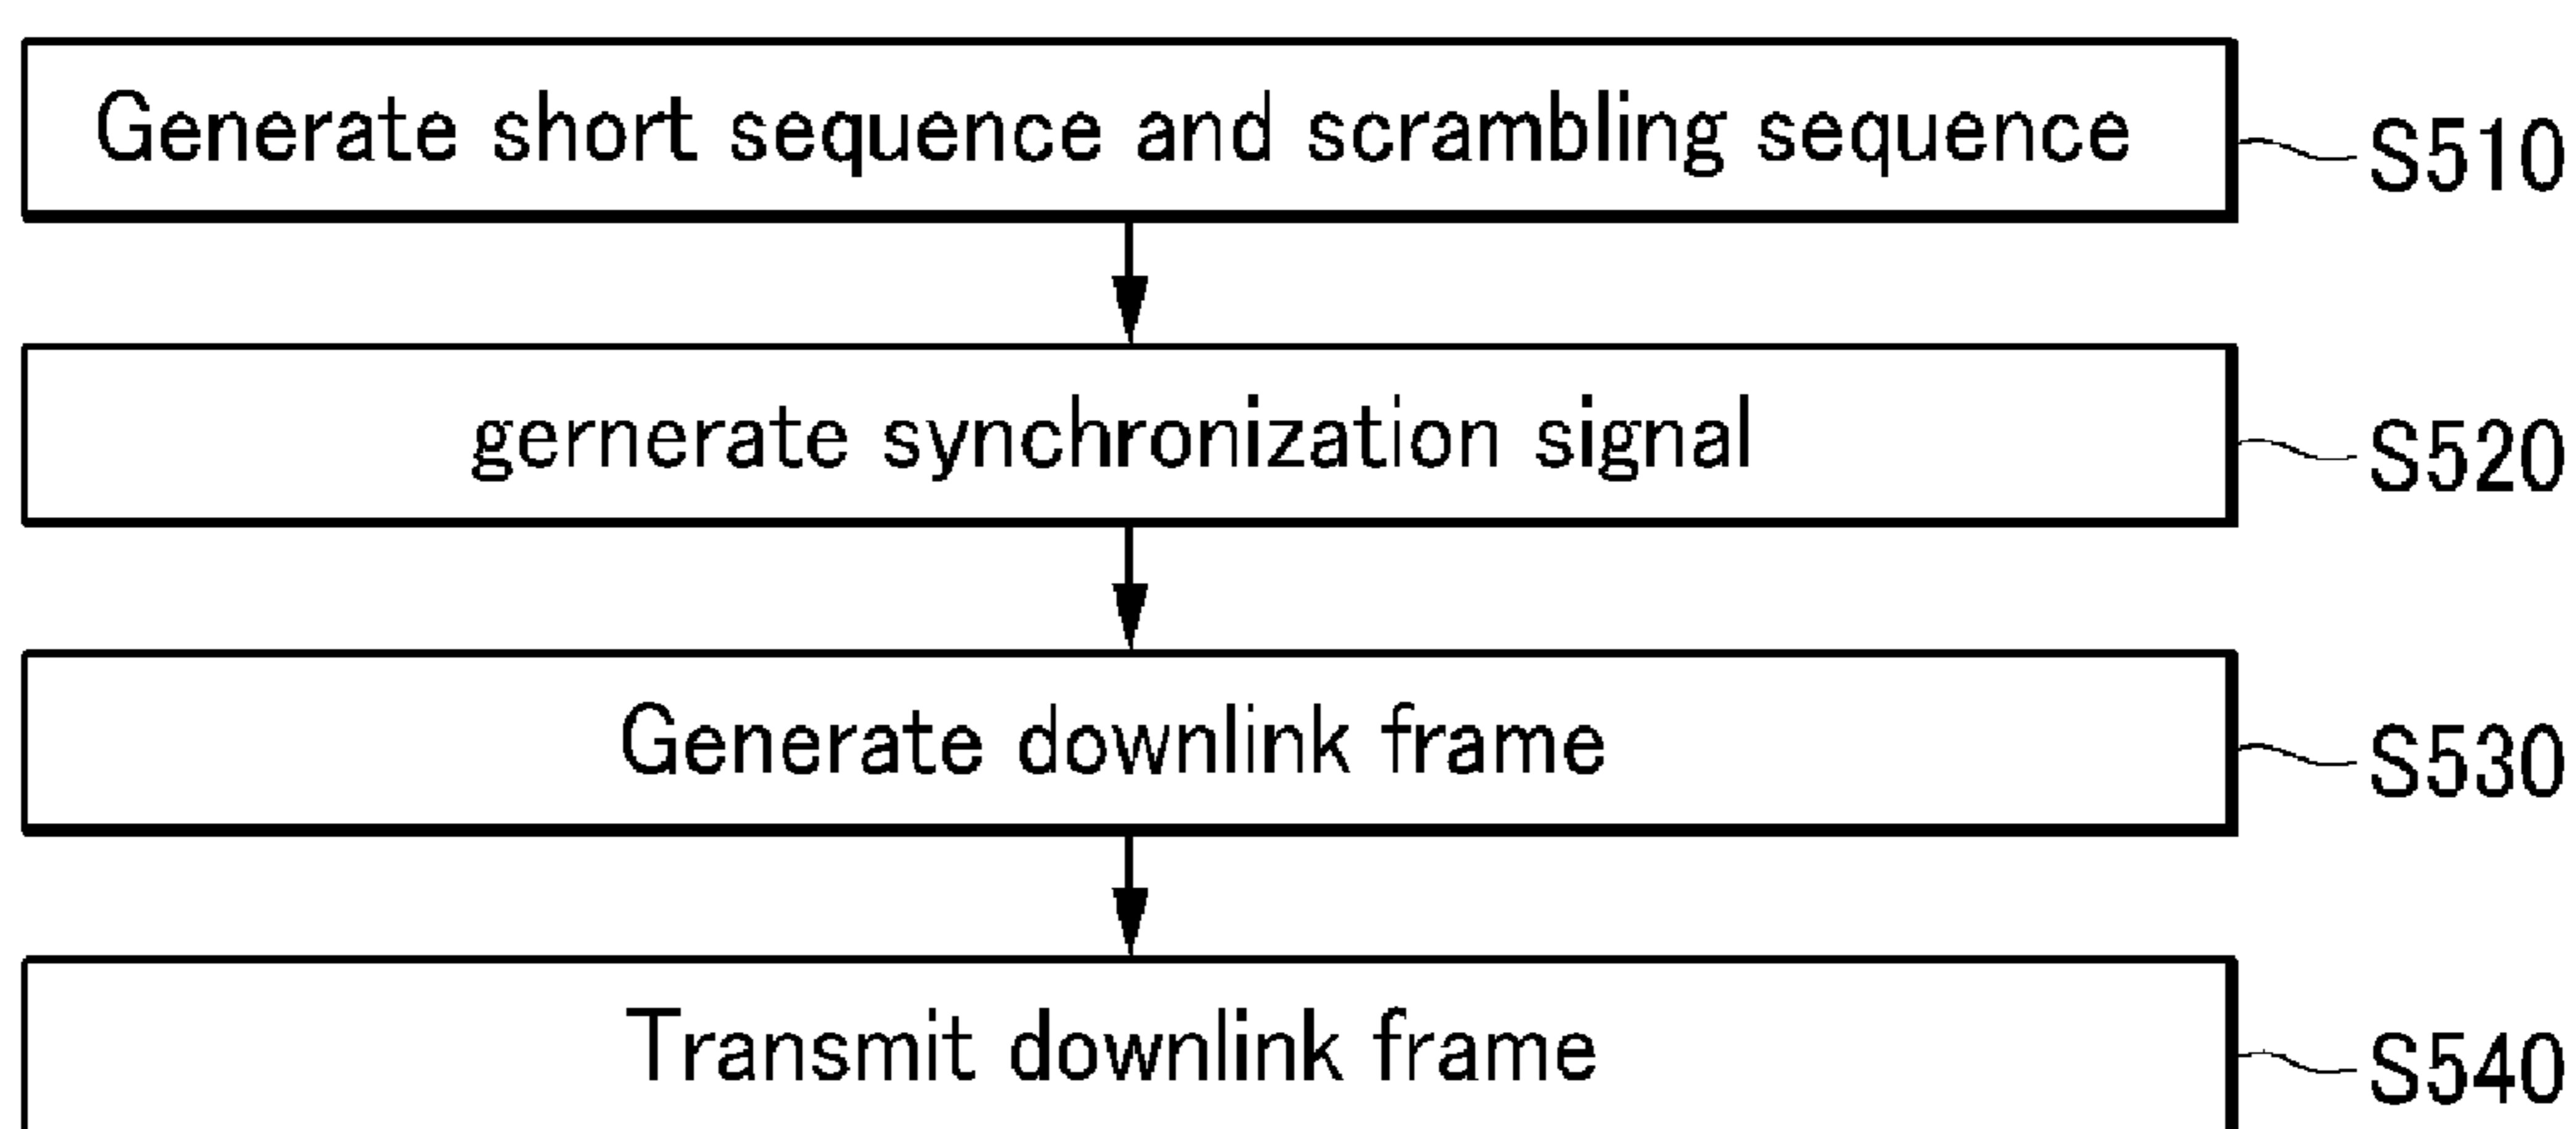 Generate short sequence and scrambling sequence S510
gernerate synchronization signal S520
Generate downlink frame S530
Transmit downlink frame S540